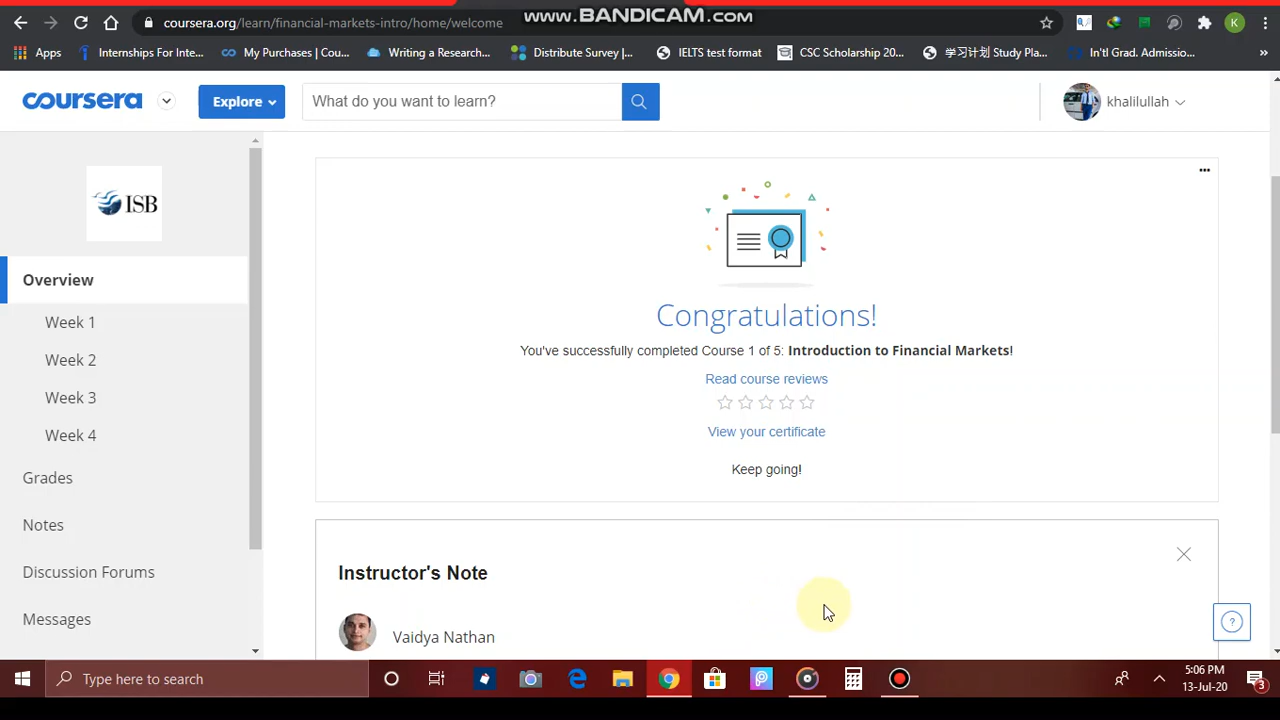 www.BANDICAM.com
coursera.org/learn/financial-markets-intro/home/welcome
K
Apps
Internships For Inte...
My Purchases | Cou...
Writing a Research...
Distribute Survey |...
IELTS test format
CSC Scholarship 20...
学习计划 Study Pla...
In'tl Grad. Admissio...
»
coursera
Explore
What do you want to learn?
khalilullah
ISB
Overview
Week 1
Week 2
Week 3
Week 4
Grades
Notes
Discussion Forums
Messages
Congratulations!
You've successfully completed Course 1 of 5: Introduction to Financial Markets!
Read course reviews
View your certificate
Keep going!
Instructor's Note
Vaidya Nathan
?
Type here to search
5:06 PM
13-Jul-20
3